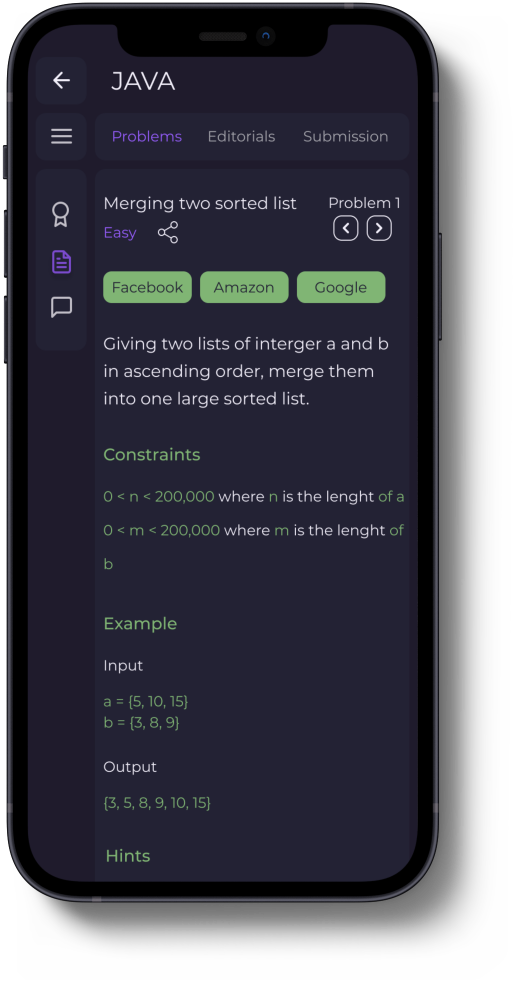 JAVA
Problems Editorials Submission
Merging two sorted list Problem 1
Easy
Facebook Amazon Google
Giving two lists of interger a and b
in ascending order, merge them
into one large sorted list.
Constraints
0 < n < 200,000 where n is the lenght of a
0 < m < 200,000 where m is the lenght of
b
Example
Input
a = {5, 10, 15}
b = {3, 8, 9}
Output
{3, 5, 8, 9, 10, 15}
Hints